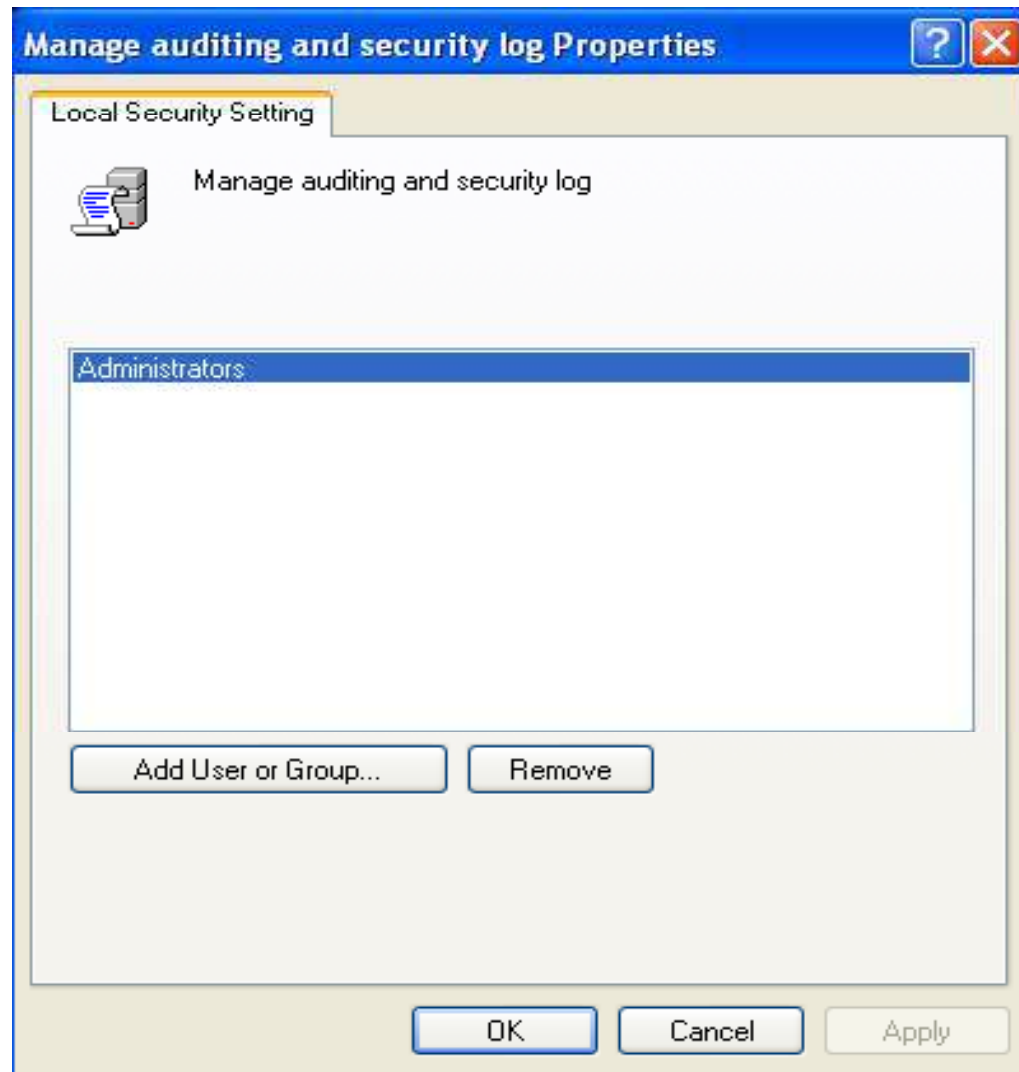 Manage auditing and security log Properties
?
Local Security Setting
Manage auditing and security log
Administrators
Add User or Group... Remove
OK Cancel Apply